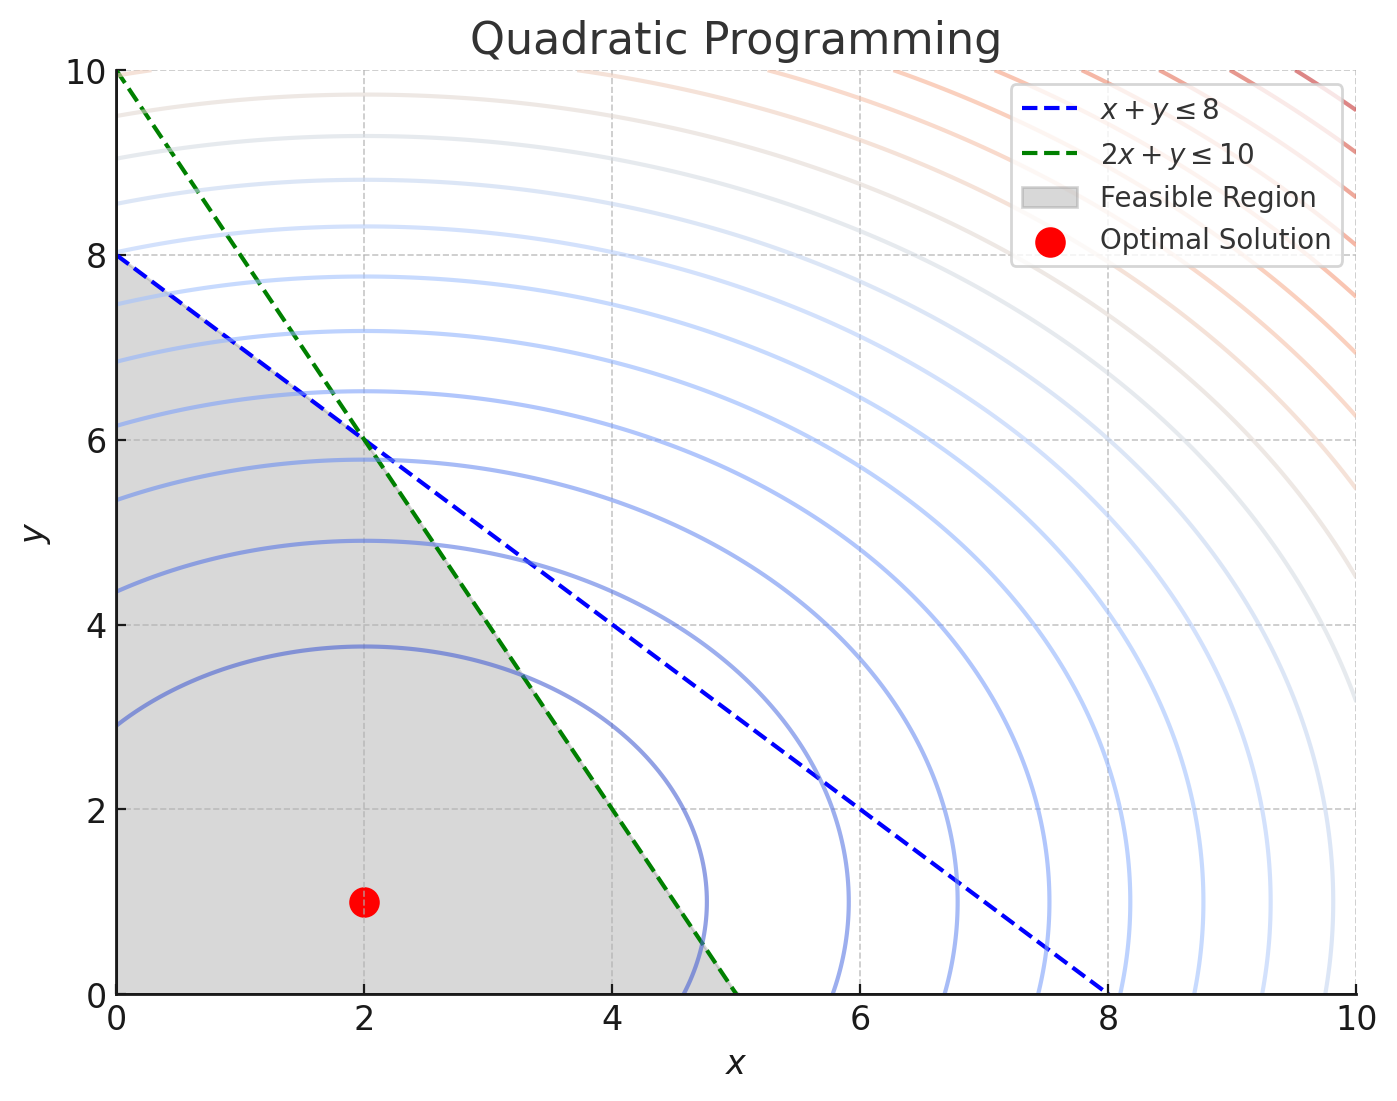 Quadratic Programming
10
8
6
4
2
0
y
x + y ≤ 8
2x + y ≤ 10
Feasible Region
Optimal Solution
0 2 4 6 8 10
x